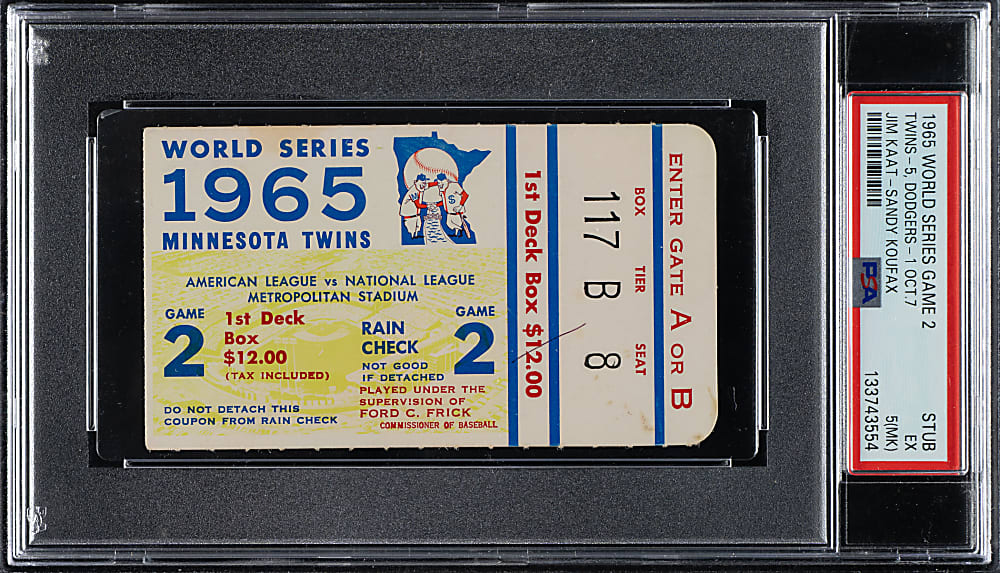 WORLD SERIES
1965
MINNESOTA TWINS
AMERICAN LEAGUE vs NATIONAL LEAGUE
METROPOLITAN STADIUM
GAME
2
1st Deck
Box
$12.00
(TAX INCLUDED)
RAIN
CHECK
NOT GOOD
IF DETACHED
GAME
2
PLAYED UNDER THE
SUPERVISION OF
FORD C. FRICK
COMMISSIONER OF BASEBALL
DO NOT DETACH THIS
COUPON FROM RAIN CHECK
1st Deck Box $12.00
BOX TIER SEAT
117 B 8
ENTER GATE A OR B
1965 WORLD SERIES GAME 2 STUB
TWINS-5, DODGERS-1 OCT.7 EX
JIM KAAT-SANDY KOUFAX 5(MK)
PSA
133743554